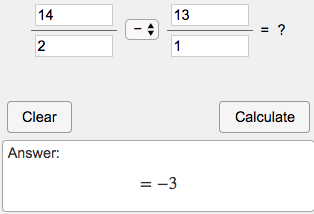 14 13
− = ?
2 1
Clear Calculate
Answer:
= −3